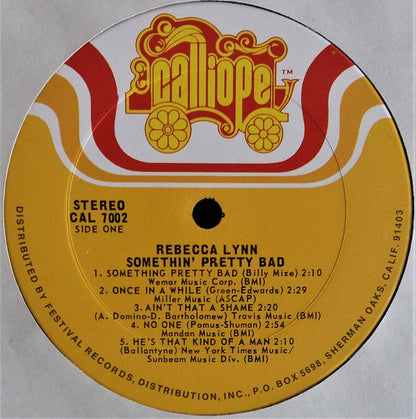 calliope ™
STEREO
CAL 7002
SIDE ONE
REBECCA LYNN
SOMETHIN' PRETTY BAD
1. SOMETHING PRETTY BAD (Billy Mize) 2:10
Wemar Music Corp. (BMI)
2. ONCE IN A WHILE (Green-Edwards) 2:29
Miller Music (ASCAP)
3. AIN'T THAT A SHAME 2:20
(A. Domino-D. Bartholomew) Travis Music (BMI)
4. NO ONE (Pomus-Shuman) 2:54
Mandan Music (BMI)
5. HE'S THAT KIND OF A MAN 2:10
(Ballantyne) New York Times Music/
Sunbeam Music Div. (BMI)
DISTRIBUTED BY FESTIVAL RECORDS, DISTRIBUTION, INC., P.O. BOX 5698, SHERMAN OAKS, CALIF. 91403